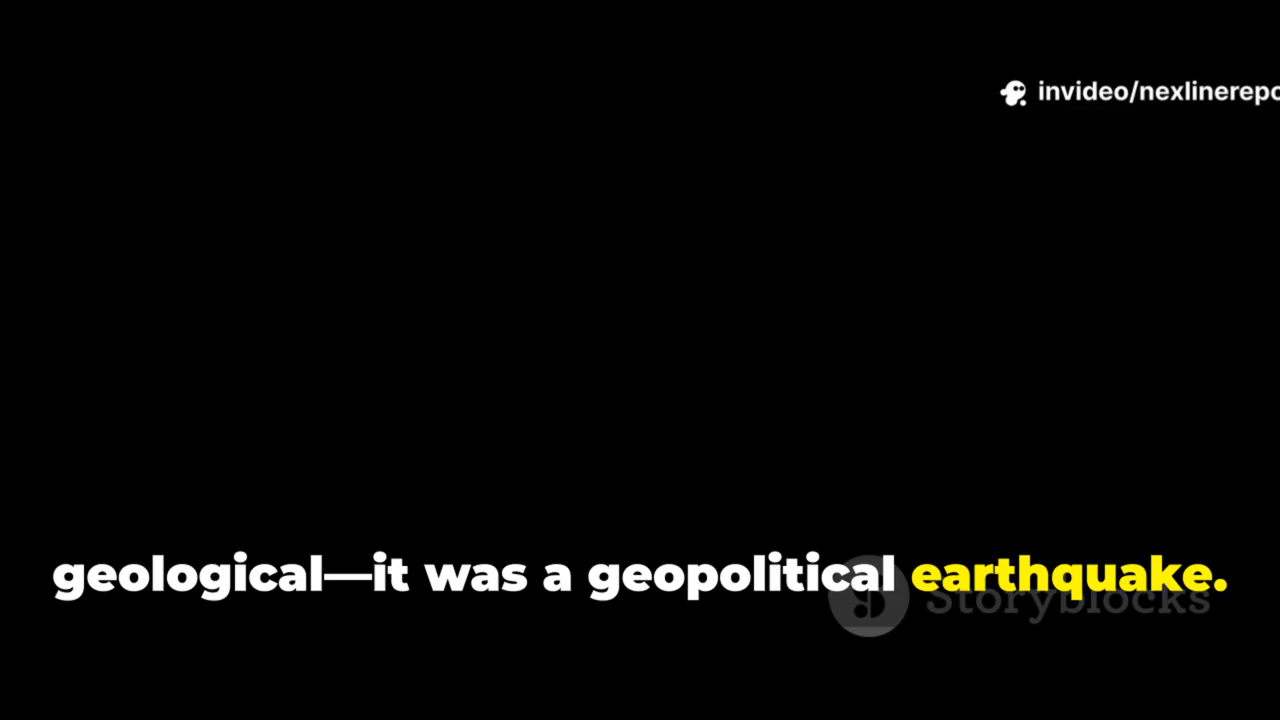 invideo/nexlinerepo
geological—it was a geopolitical earthquake.
Storyblocks